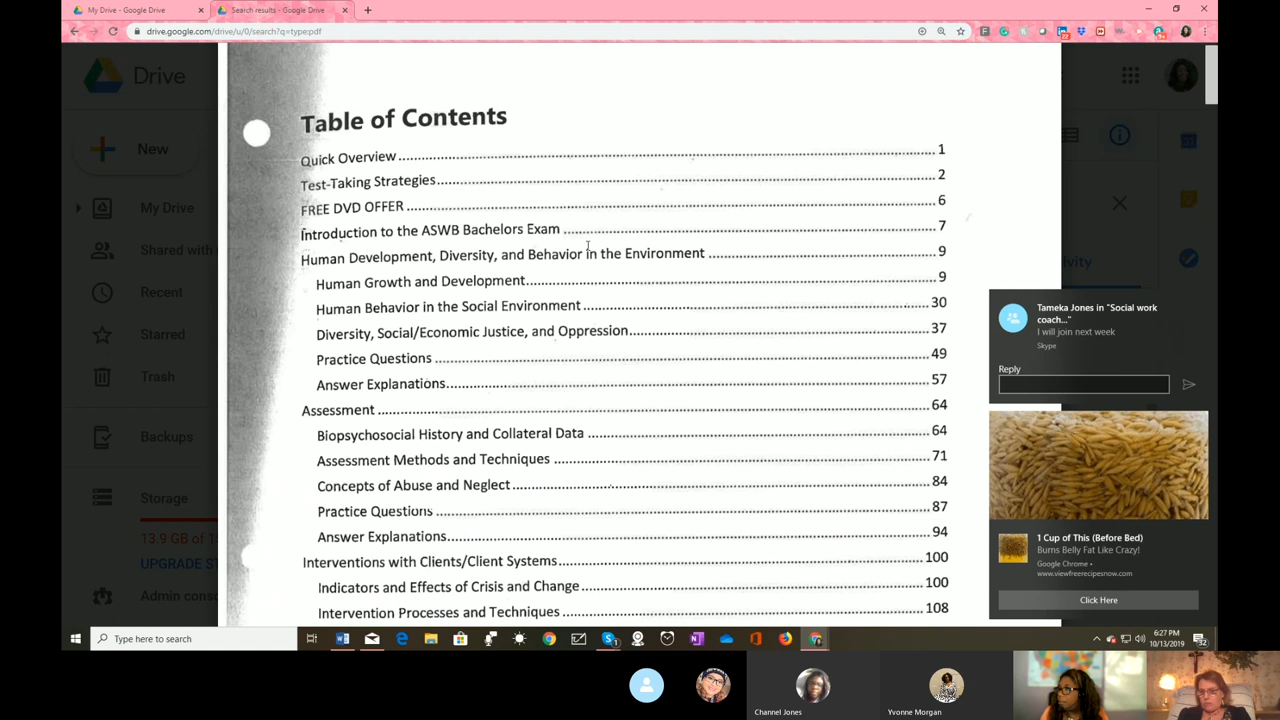 My Drive - Google Drive
Search results - Google Drive
drive.google.com/drive/u/0/search?q=type:pdf
Drive
New
My Drive
Shared with
Recent
Starred
Trash
Backups
Storage
13.9 GB of 1
UPGRADE ST
Admin conso
Table of Contents
Quick Overview 1
Test-Taking Strategies 2
FREE DVD OFFER 6
Introduction to the ASWB Bachelors Exam 7
Human Development, Diversity, and Behavior in the Environment 9
Human Growth and Development 9
Human Behavior in the Social Environment 30
Diversity, Social/Economic Justice, and Oppression 37
Practice Questions 49
Answer Explanations 57
Assessment 64
Biopsychosocial History and Collateral Data 64
Assessment Methods and Techniques 71
Concepts of Abuse and Neglect 84
Practice Questions 87
Answer Explanations 94
Interventions with Clients/Client Systems 100
Indicators and Effects of Crisis and Change 100
Intervention Processes and Techniques 108
Tameka Jones in "Social work
coach..."
I will join next week
Skype
Reply
1 Cup of This (Before Bed)
Burns Belly Fat Like Crazy!
Google Chrome •
www.viewfreerecipesnow.com
Click Here
Type here to search
6:27 PM
10/13/2019
Channel Jones
Yvonne Morgan